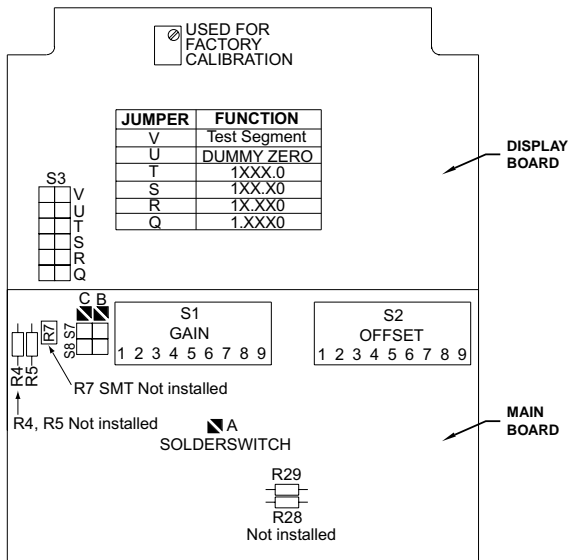 USED FOR
FACTORY
CALIBRATION
JUMPER FUNCTION
V Test Segment
U DUMMY ZERO
T 1XXX.0
S 1XX.X0
R 1X.XX0
Q 1.XXX0
DISPLAY
BOARD
S3
V
U
T
S
R
Q
C B
S7
S8
R7
R4
R5
S1
GAIN
1 2 3 4 5 6 7 8 9
S2
OFFSET
1 2 3 4 5 6 7 8 9
R7 SMT Not installed
R4, R5 Not installed
A
SOLDERSWITCH
MAIN
BOARD
R29
R28
Not installed